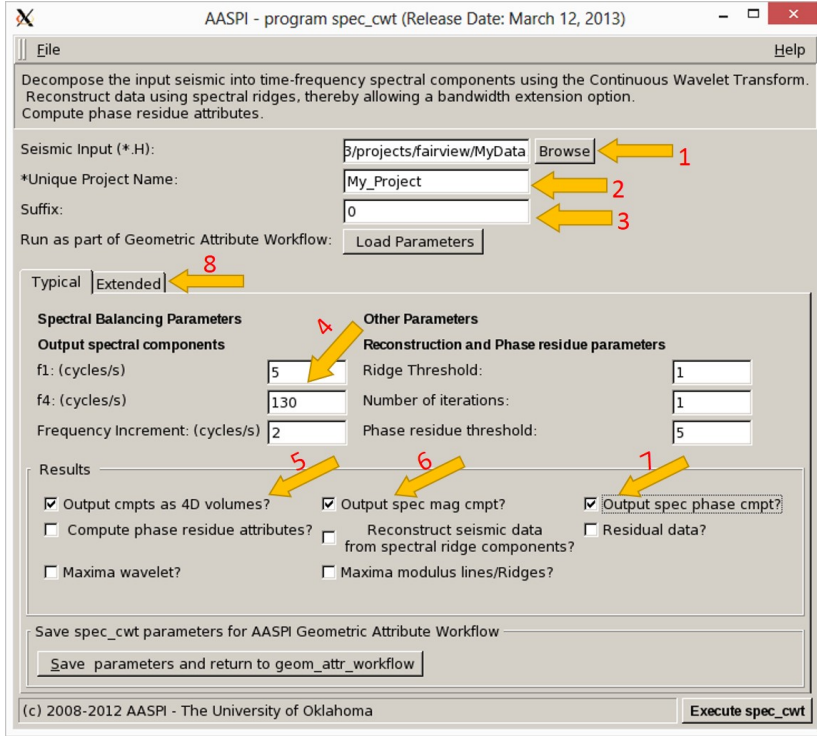 AASPI - program spec_cwt (Release Date: March 12, 2013)
File Help
Decompose the input seismic into time-frequency spectral components using the Continuous Wavelet Transform.
Reconstruct data using spectral ridges, thereby allowing a bandwidth extension option.
Compute phase residue attributes.
Seismic Input (*.H): 3/projects/fairview/MyData Browse 1
*Unique Project Name: My_Project 2
Suffix: 0 3
Run as part of Geometric Attribute Workflow: Load Parameters
8
Typical Extended
Spectral Balancing Parameters 4 Other Parameters
Output spectral components Reconstruction and Phase residue parameters
f1: (cycles/s) 5 Ridge Threshold: 1
f4: (cycles/s) 130 Number of iterations: 1
Frequency Increment: (cycles/s) 2 Phase residue threshold: 5
Results 5 6 7
Output cmpts as 4D volumes? Output spec mag cmpt? Output spec phase cmpt?
Compute phase residue attributes? Reconstruct seismic data Residual data?
from spectral ridge components?
Maxima wavelet? Maxima modulus lines/Ridges?
Save spec_cwt parameters for AASPI Geometric Attribute Workflow
Save parameters and return to geom_attr_workflow
(c) 2008-2012 AASPI - The University of Oklahoma Execute spec_cwt